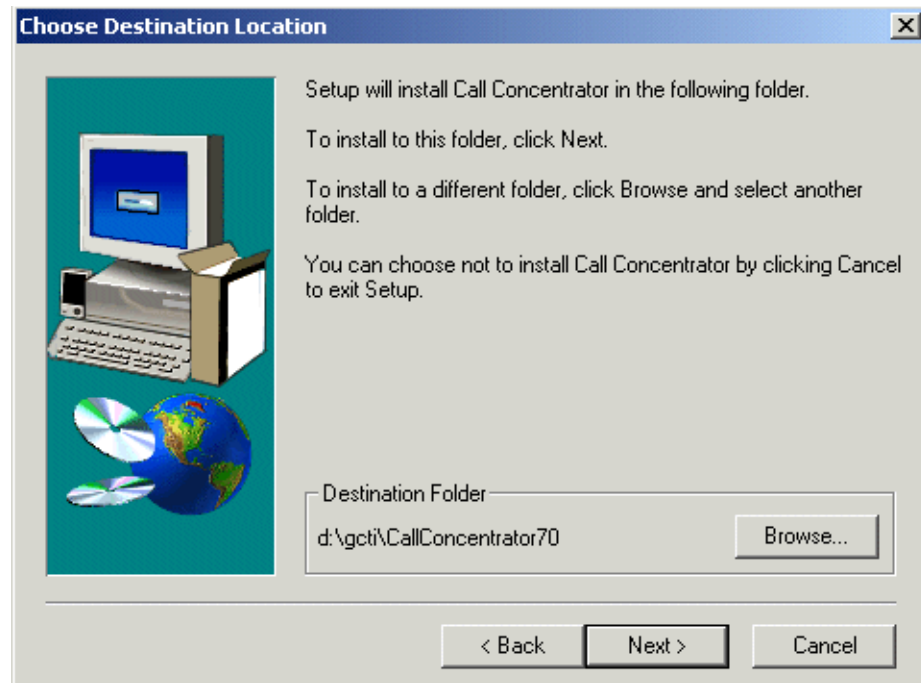 Choose Destination Location
Setup will install Call Concentrator in the following folder.
To install to this folder, click Next.
To install to a different folder, click Browse and select another
folder.
You can choose not to install Call Concentrator by clicking Cancel
to exit Setup.
Destination Folder
d:\gcti\CallConcentrator70
Browse...
< Back
Next >
Cancel